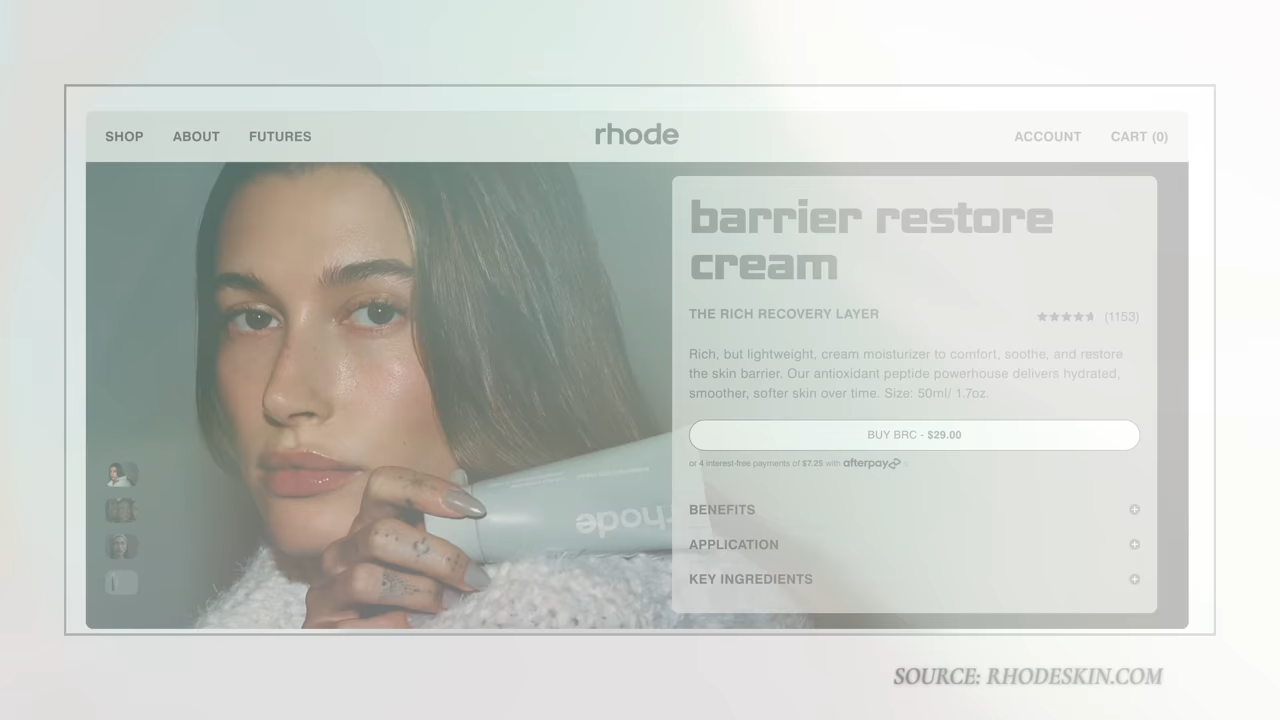 SHOP ABOUT FUTURES rhode ACCOUNT CART (0)
barrier restore
cream
THE RICH RECOVERY LAYER (1153)
Rich, but lightweight, cream moisturizer to comfort, soothe, and restore
the skin barrier. Our antioxidant peptide powerhouse delivers hydrated,
smoother, softer skin over time. Size: 50ml/ 1.7oz.
BUY BRC - $29.00
or 4 interest-free payments of $7.25 with afterpay
rhode
BENEFITS
APPLICATION
KEY INGREDIENTS
SOURCE: RHODESKIN.COM